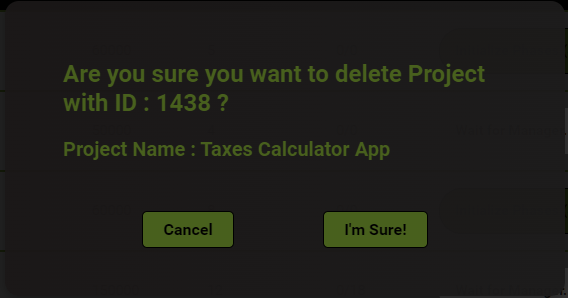 Are you sure you want to delete Project
with ID : 1438 ?
Project Name : Taxes Calculator App
Cancel
I'm Sure!